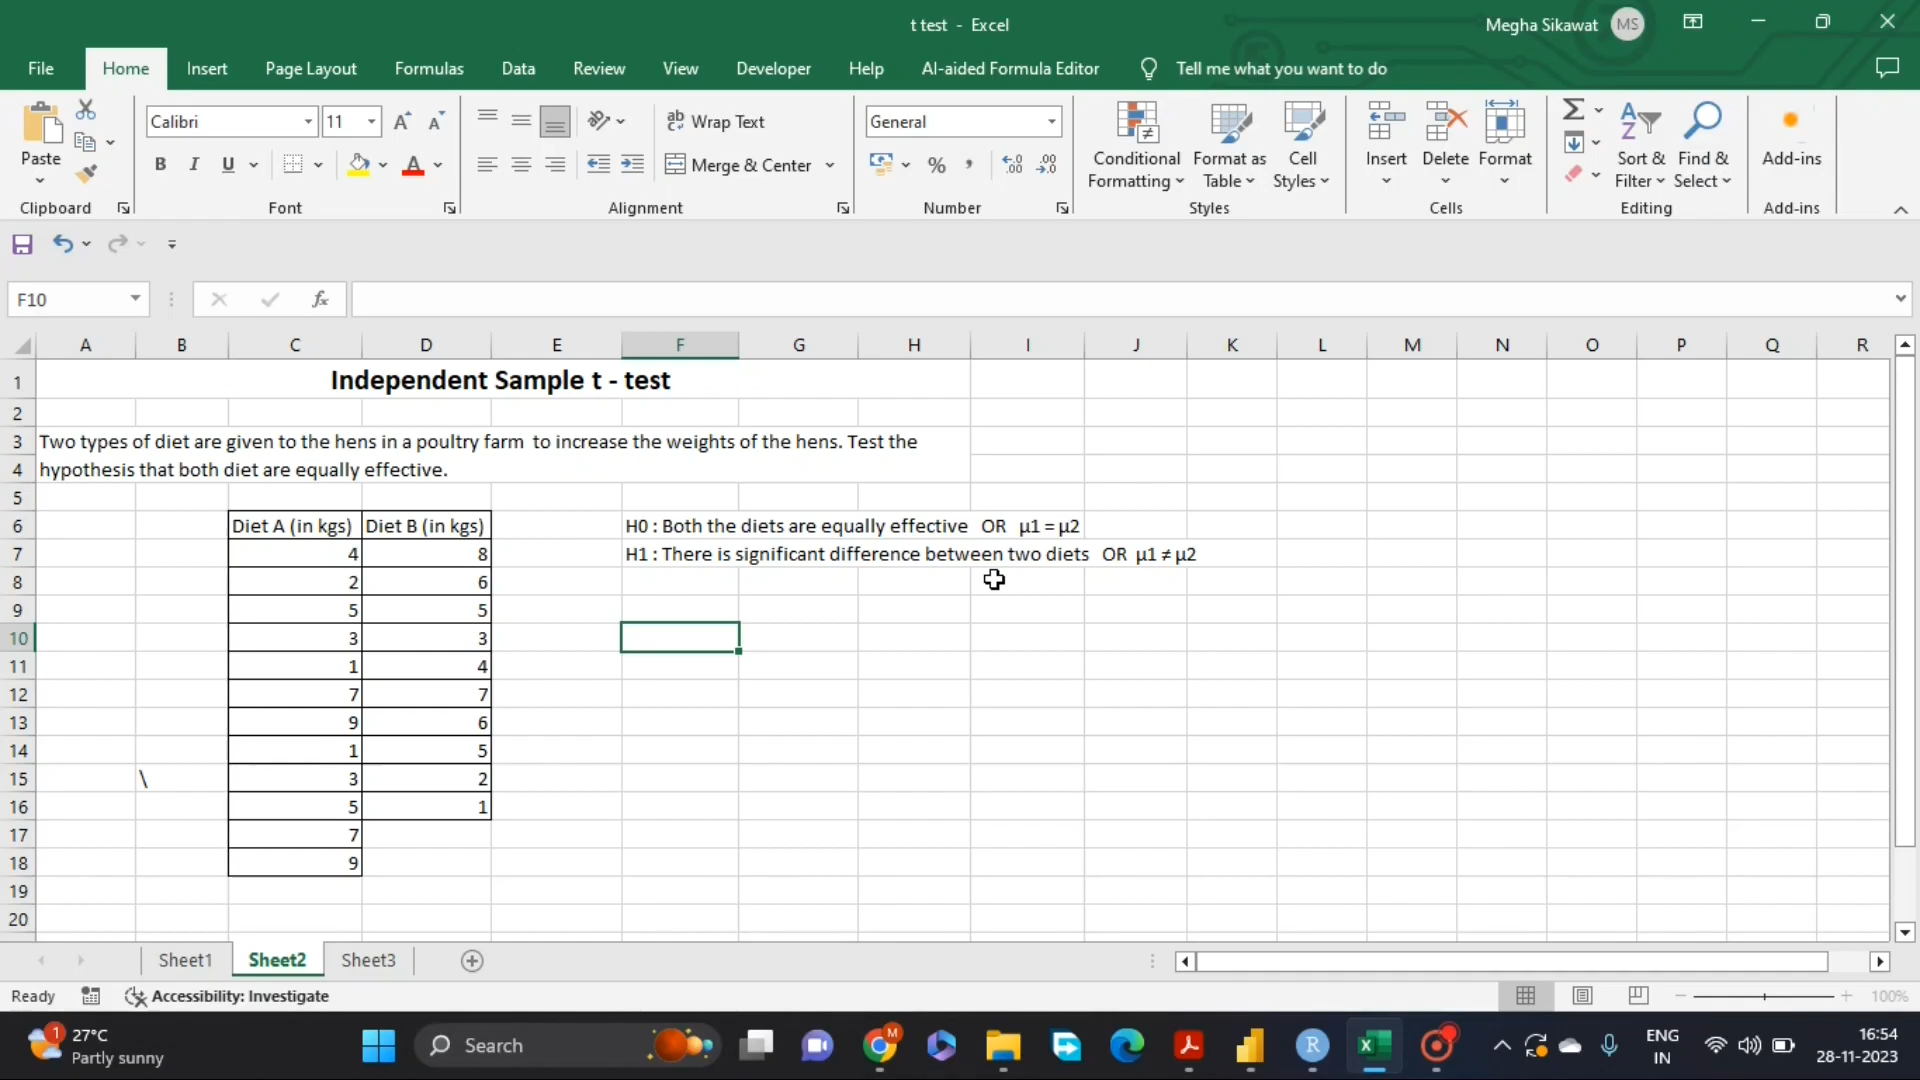 t test - Excel
Megha Sikawat MS
File Home Insert Page Layout Formulas Data Review View Developer Help AI-aided Formula Editor Tell me what you want to do
Paste
Calibri 11
B I U
Wrap Text
Merge & Center
General
% ,
Conditional Formatting
Format as Table
Cell Styles
Insert Delete Format
Sort & Filter
Find & Select
Add-ins
Clipboard Font Alignment Number Styles Cells Editing Add-ins
F10 fx
A B C D E F G H I J K L M N O P Q R
1 Independent Sample t - test
2
3 Two types of diet are given to the hens in a poultry farm to increase the weights of the hens. Test the
4 hypothesis that both diet are equally effective.
5
6 Diet A (in kgs) Diet B (in kgs) H0 : Both the diets are equally effective OR µ1 = µ2
7 4 8 H1 : There is significant difference between two diets OR µ1 ≠ µ2
8 2 6
9 5 5
10 3 3
11 1 4
12 7 7
13 9 6
14 1 5
15 \ 3 2
16 5 1
17 7
18 9
19
20
Sheet1 Sheet2 Sheet3
Ready Accessibility: Investigate 100%
1 27°C
Partly sunny
Search
ENG
IN
16:54
28-11-2023